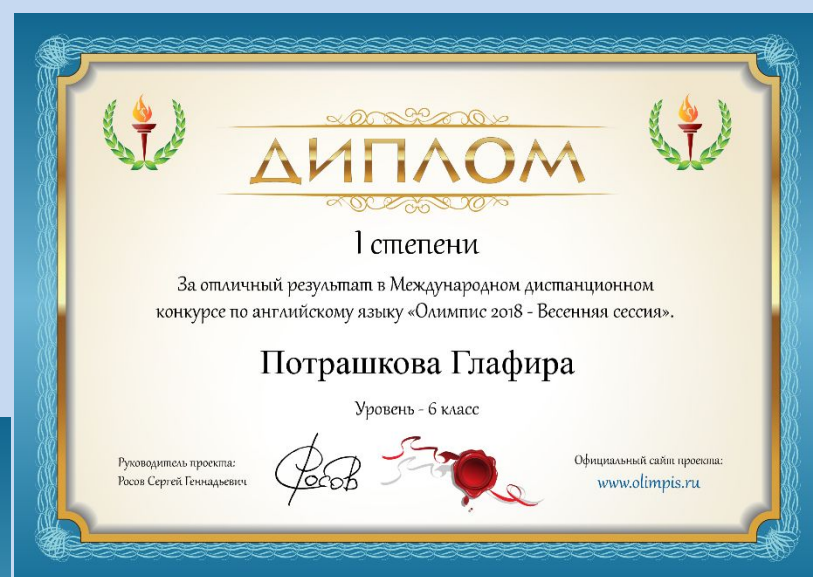 ДИПЛОМ
I степени
За отличный результат в Международном дистанционном
конкурсе по английскому языку «Олимпис 2018 - Весенняя сессия».
Потрашкова Глафира
Уровень - 6 класс
Руководитель проекта:
Росов Сергей Геннадьевич
Росов
Официальный сайт проекта:
www.olimpis.ru